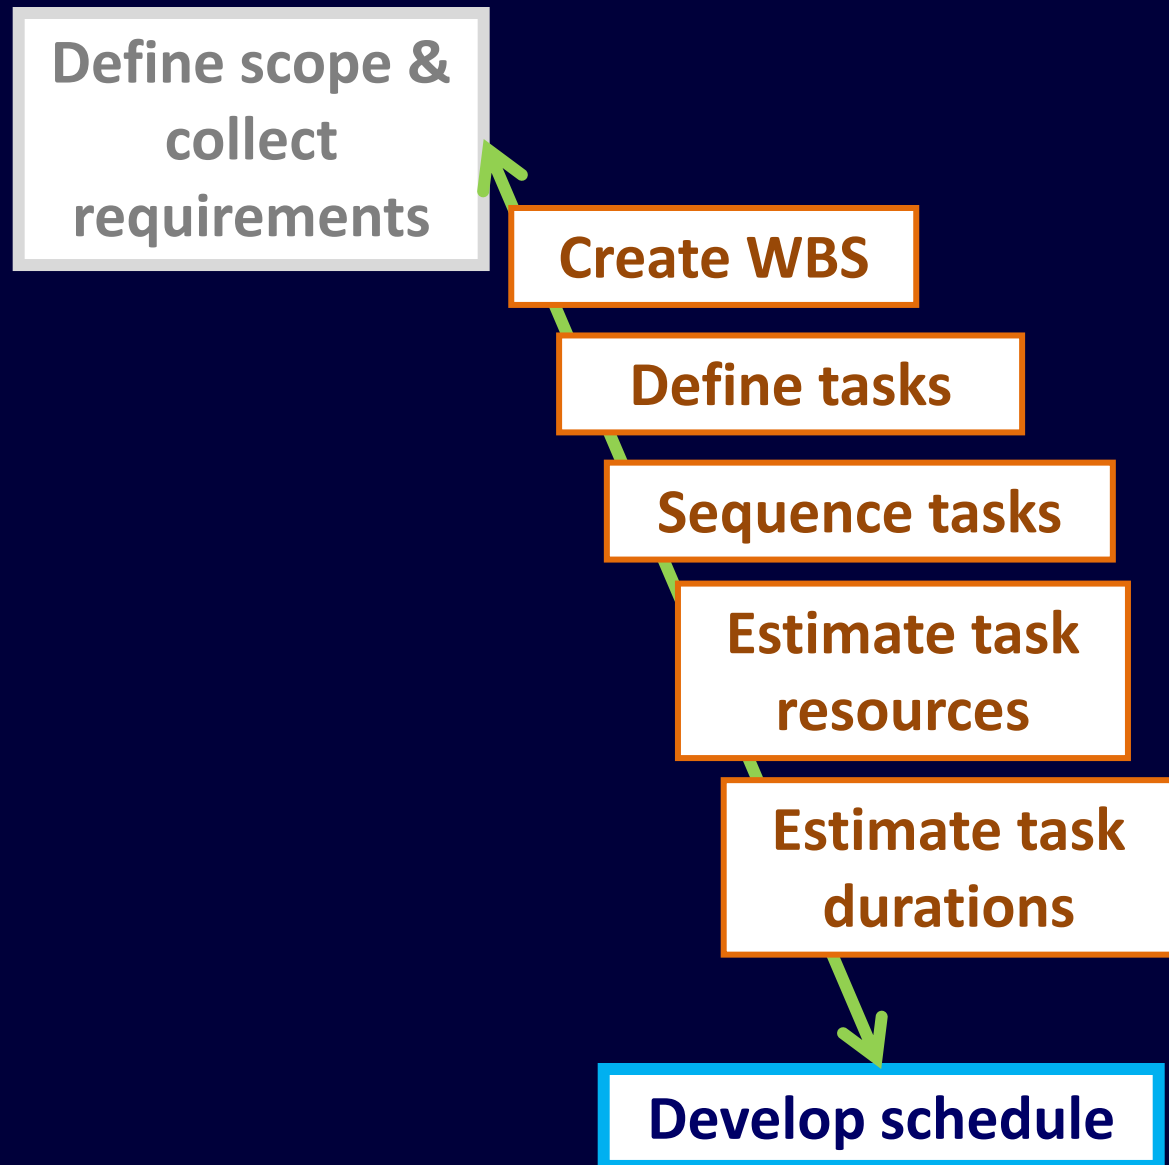 Define scope &
collect
requirements
Create WBS
Define tasks
Sequence tasks
Estimate task
resources
Estimate task
durations
Develop schedule